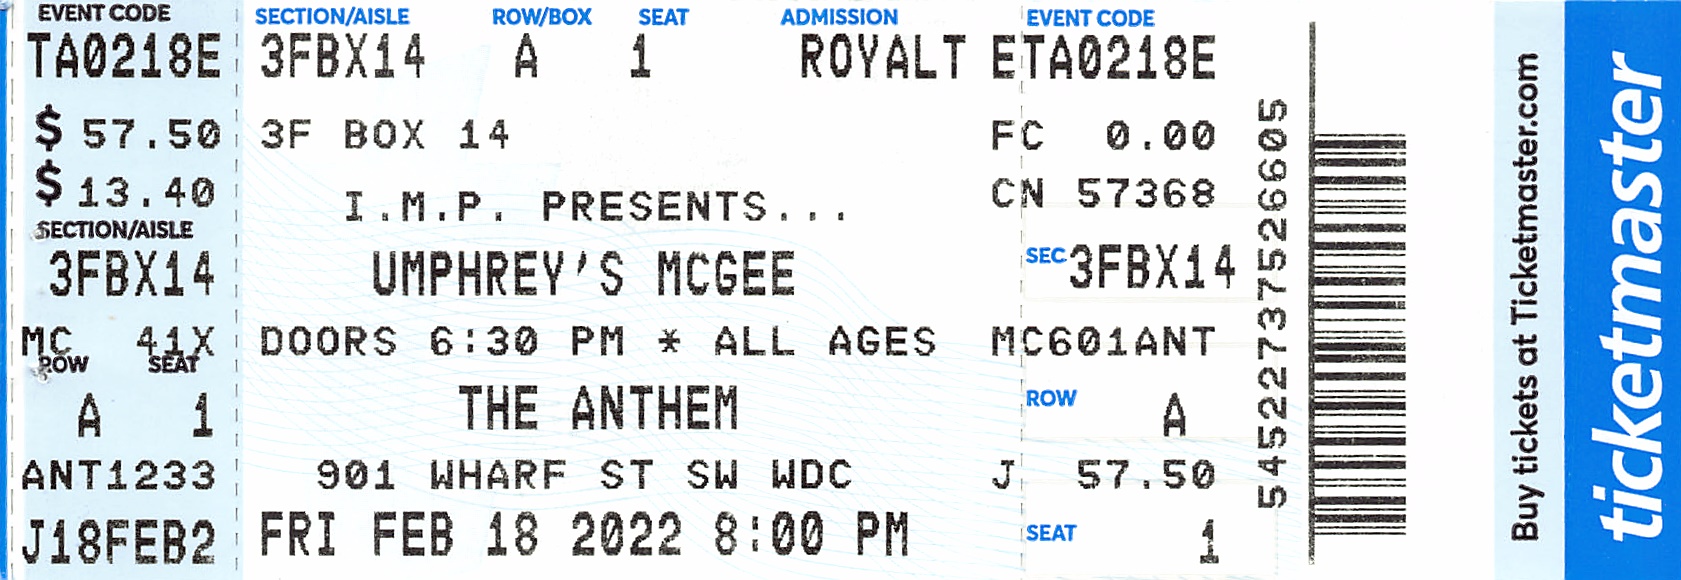 EVENT CODE
TA0218E
$ 57.50
$ 13.40
SECTION/AISLE
3FBX14
MC 41X
ROW SEAT
A 1
ANT1233
J18FEB2
SECTION/AISLE ROW/BOX SEAT ADMISSION EVENT CODE
3FBX14 A 1 ROYALT ETA0218E
3F BOX 14 FC 0.00
I.M.P. PRESENTS... CN 57368
UMPHREY'S MCGEE SEC 3FBX14
DOORS 6:30 PM * ALL AGES MC601ANT
THE ANTHEM ROW A
901 WHARF ST SW WDC J 57.50
FRI FEB 18 2022 8:00 PM SEAT 1
54522737526605
Buy tickets at Ticketmaster.com
ticketmaster